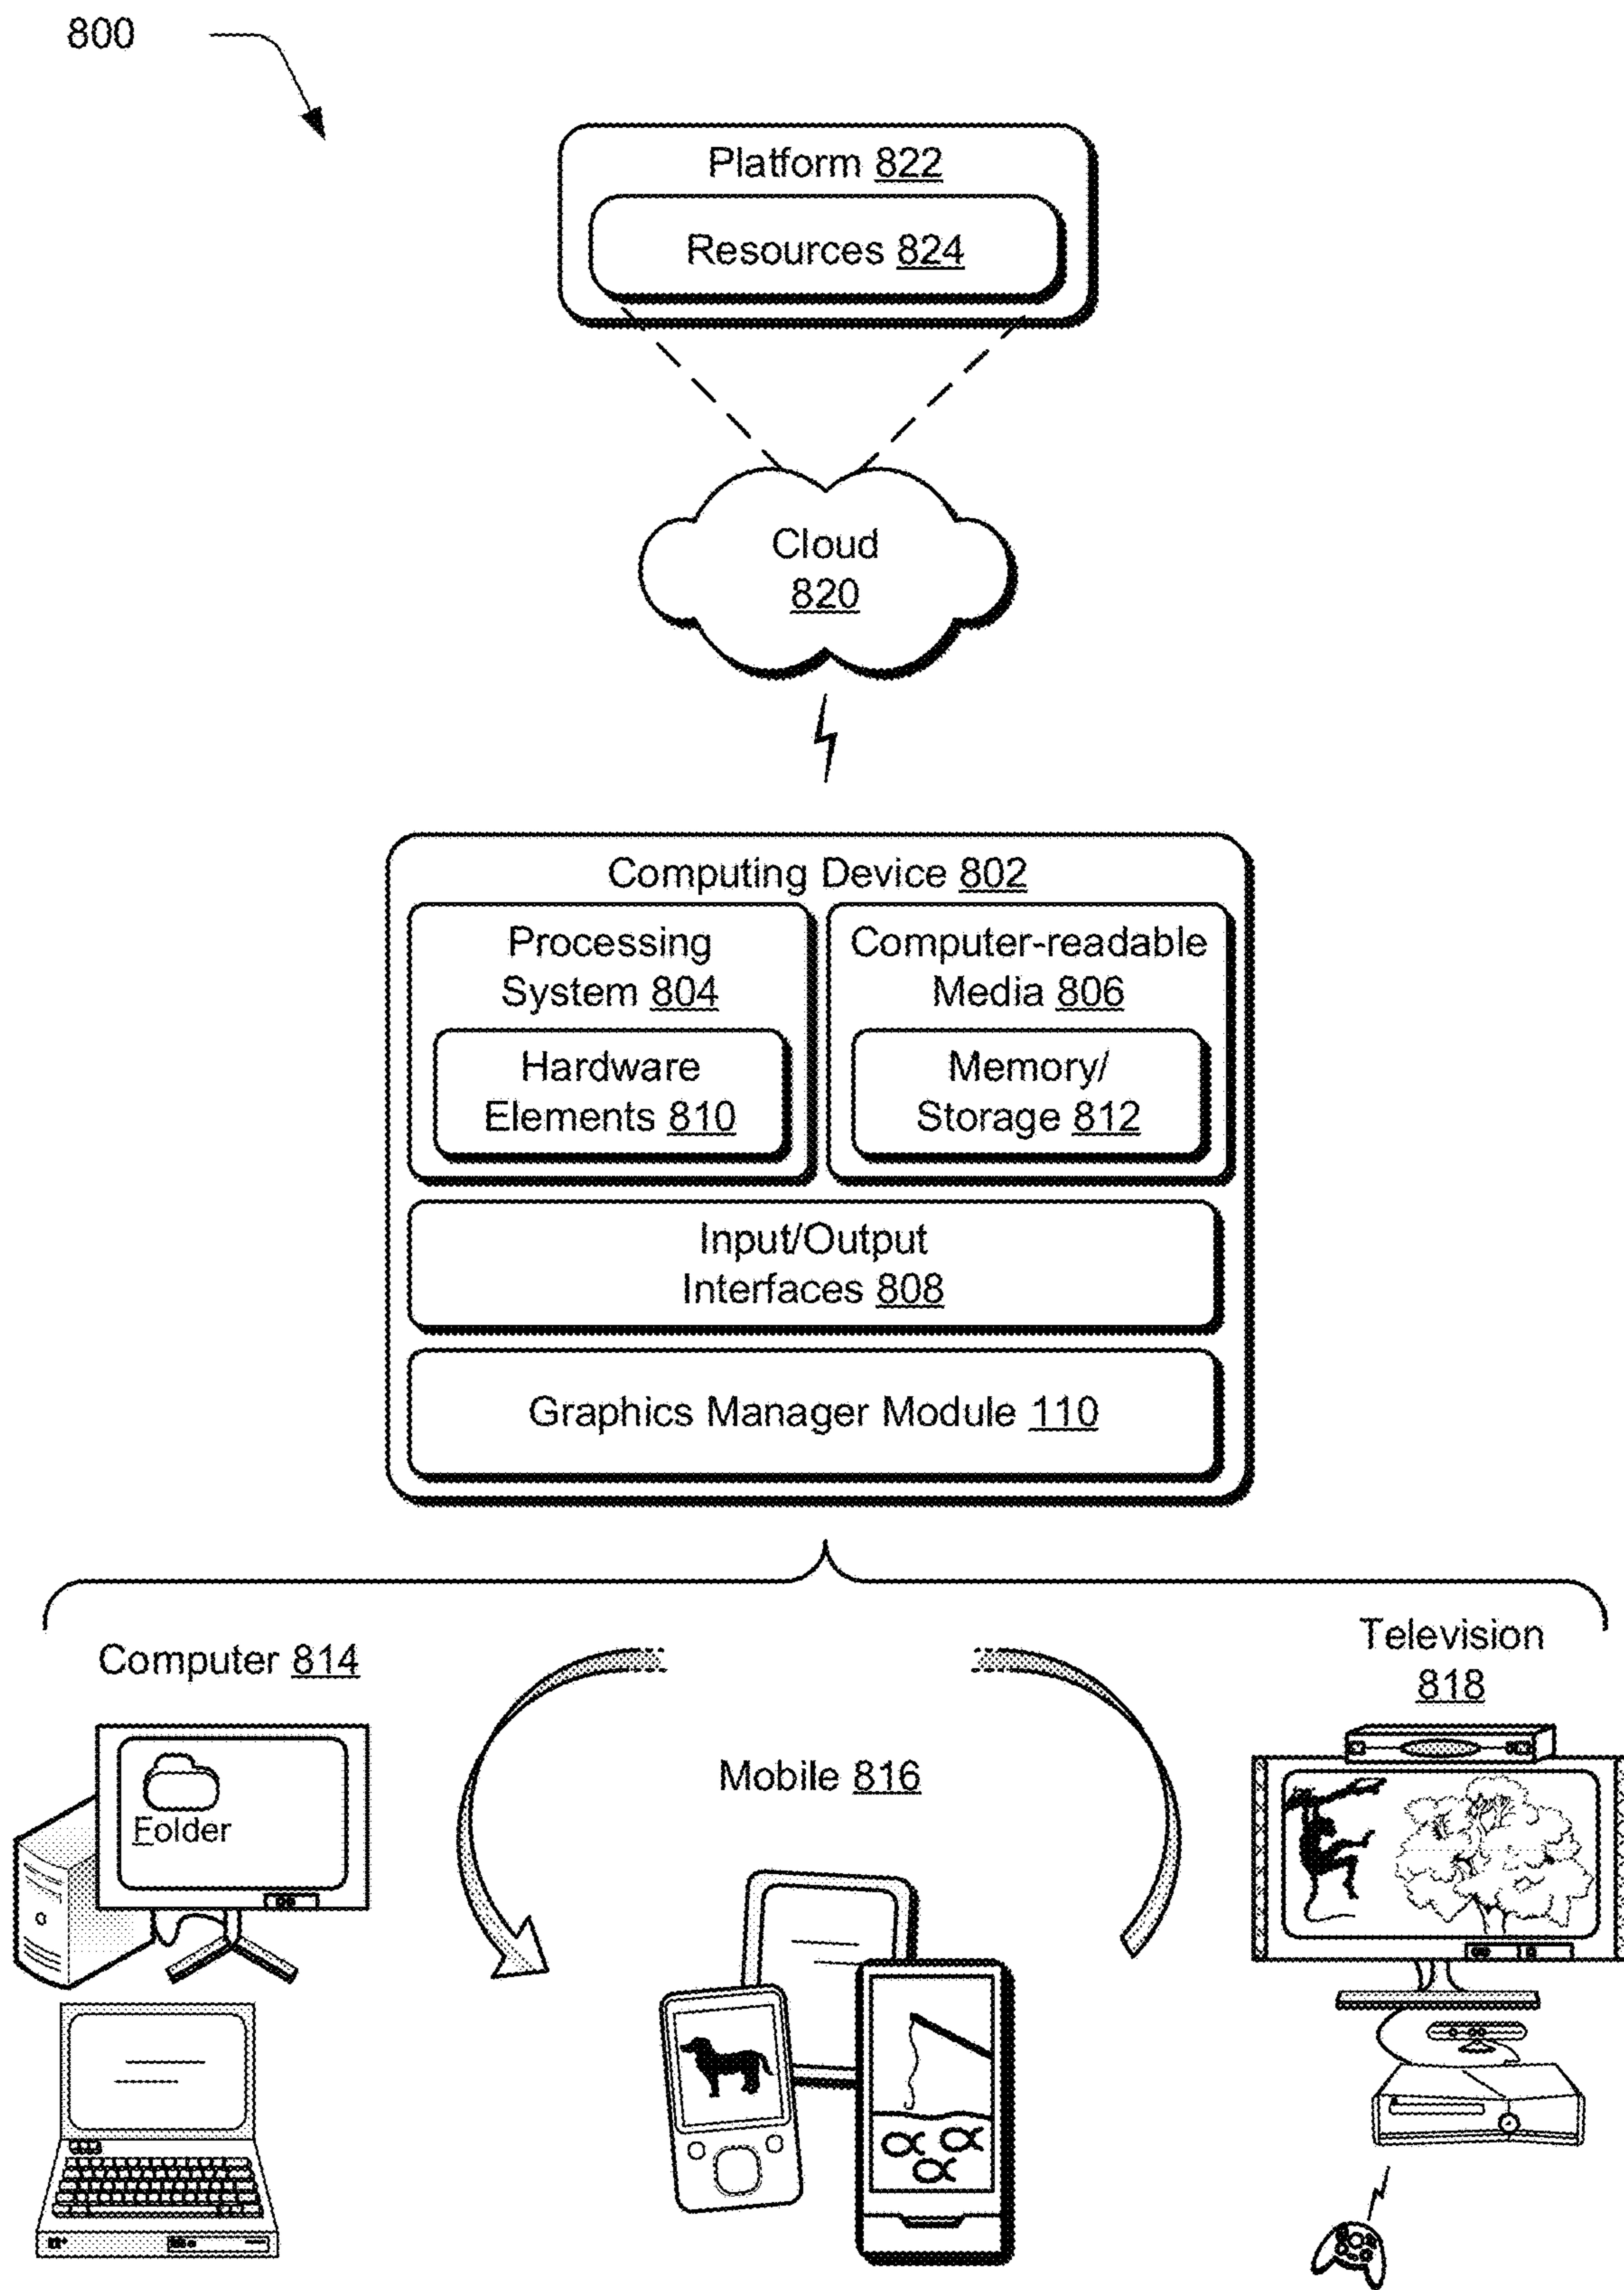 800
Platform 822
Resources 824
Cloud
820
Computing Device 802
Processing
System 804
Hardware
Elements 810
Computer-readable
Media 806
Memory/
Storage 812
Input/Output
Interfaces 808
Graphics Manager Module 110
Computer 814
Folder
Mobile 816
Television
818